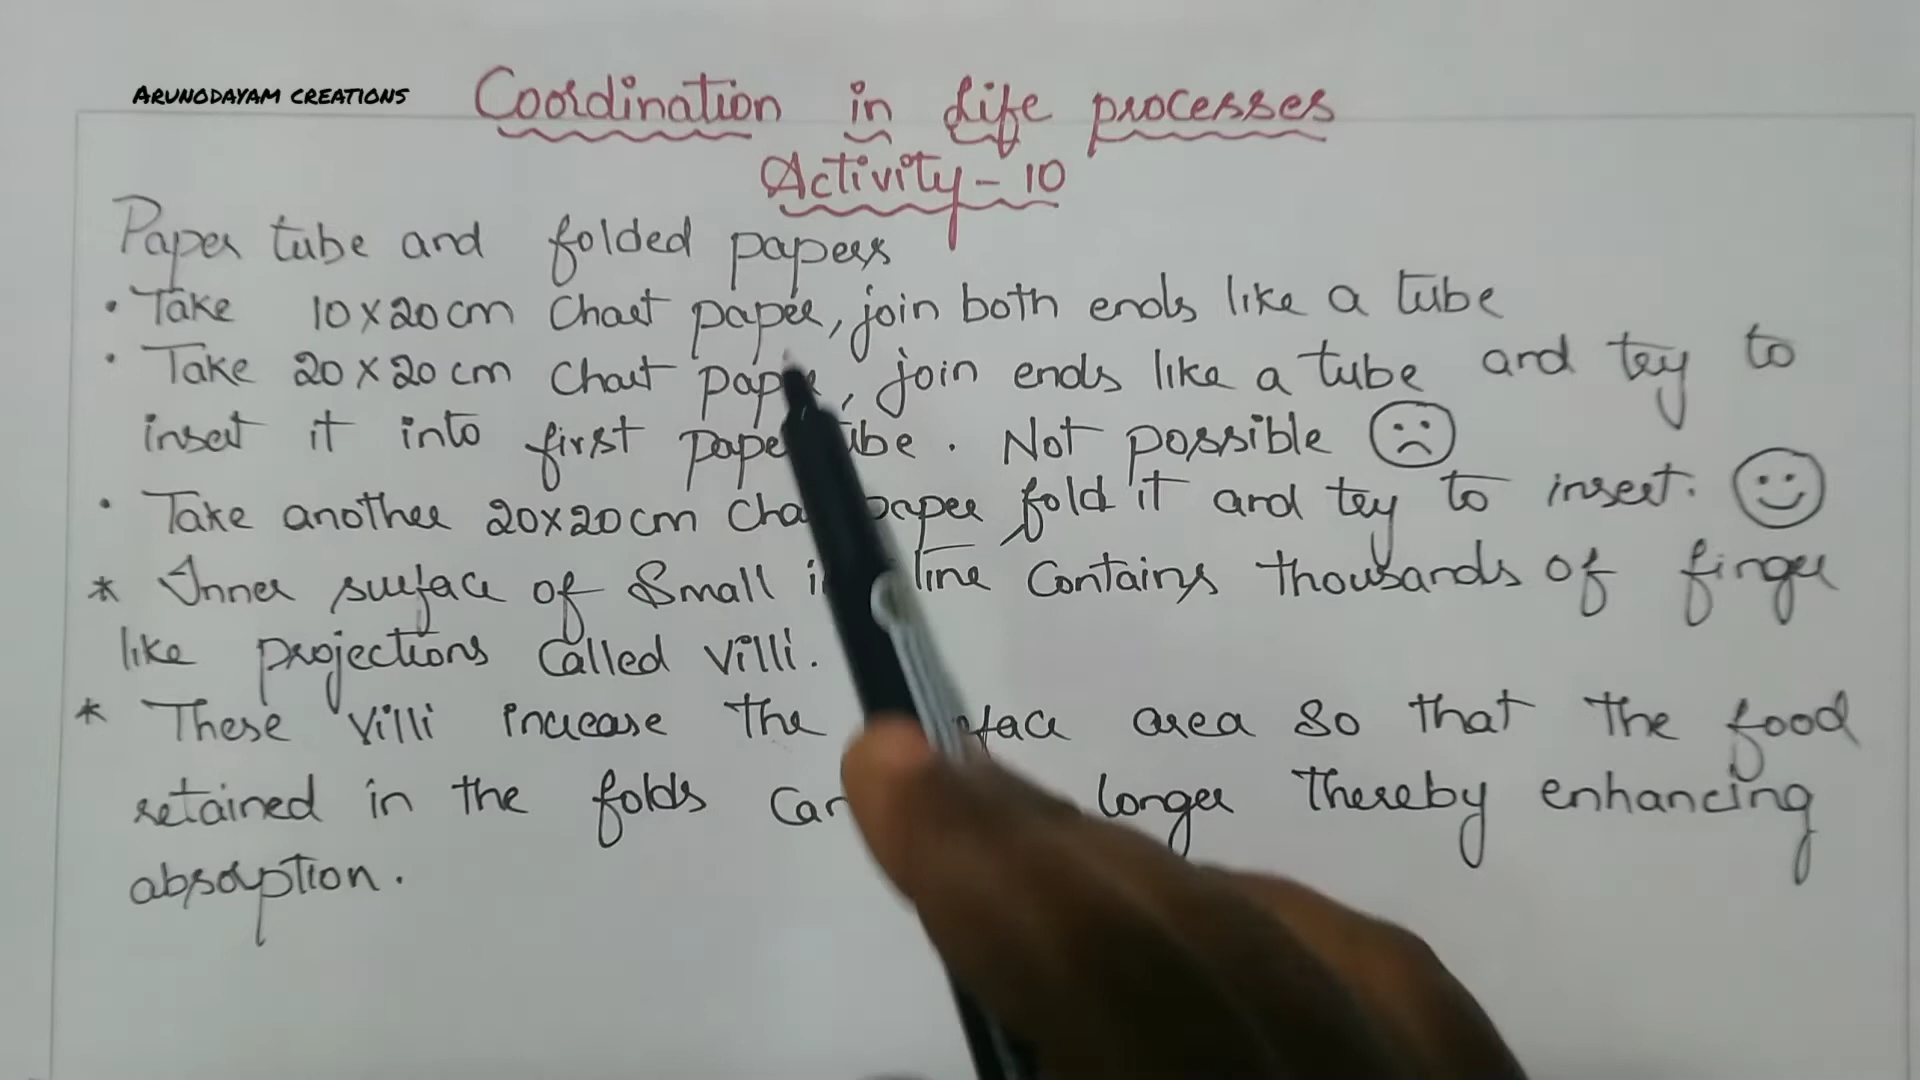 ARUNODAYAM CREATIONS
Coordination in Life processes
Activity - 10
Paper tube and folded papers
• Take 10x20cm Chart paper, join both ends like a tube
• Take 20x20cm Chart paper, join ends like a tube and try to
insert it into first paper tube. Not possible ☹
• Take another 20x20cm Chart paper fold it and try to insert. ☺
* Inner surface of Small contains thousands of finger
like projections called villi.
* These villi increase the surface area so that the food
retained in the folds can longer thereby enhancing
absorption.